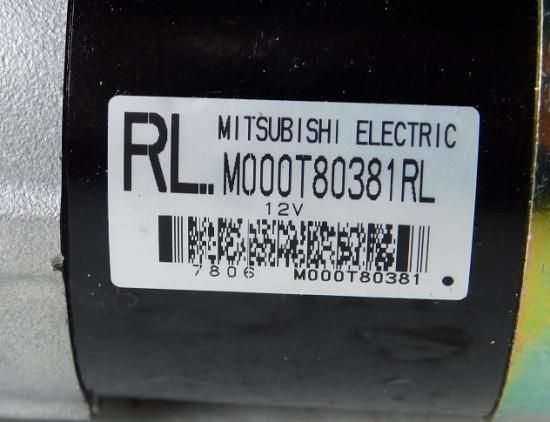 RL.. MITSUBISHI ELECTRIC
M000T80381RL
12V
7806 M000T80381